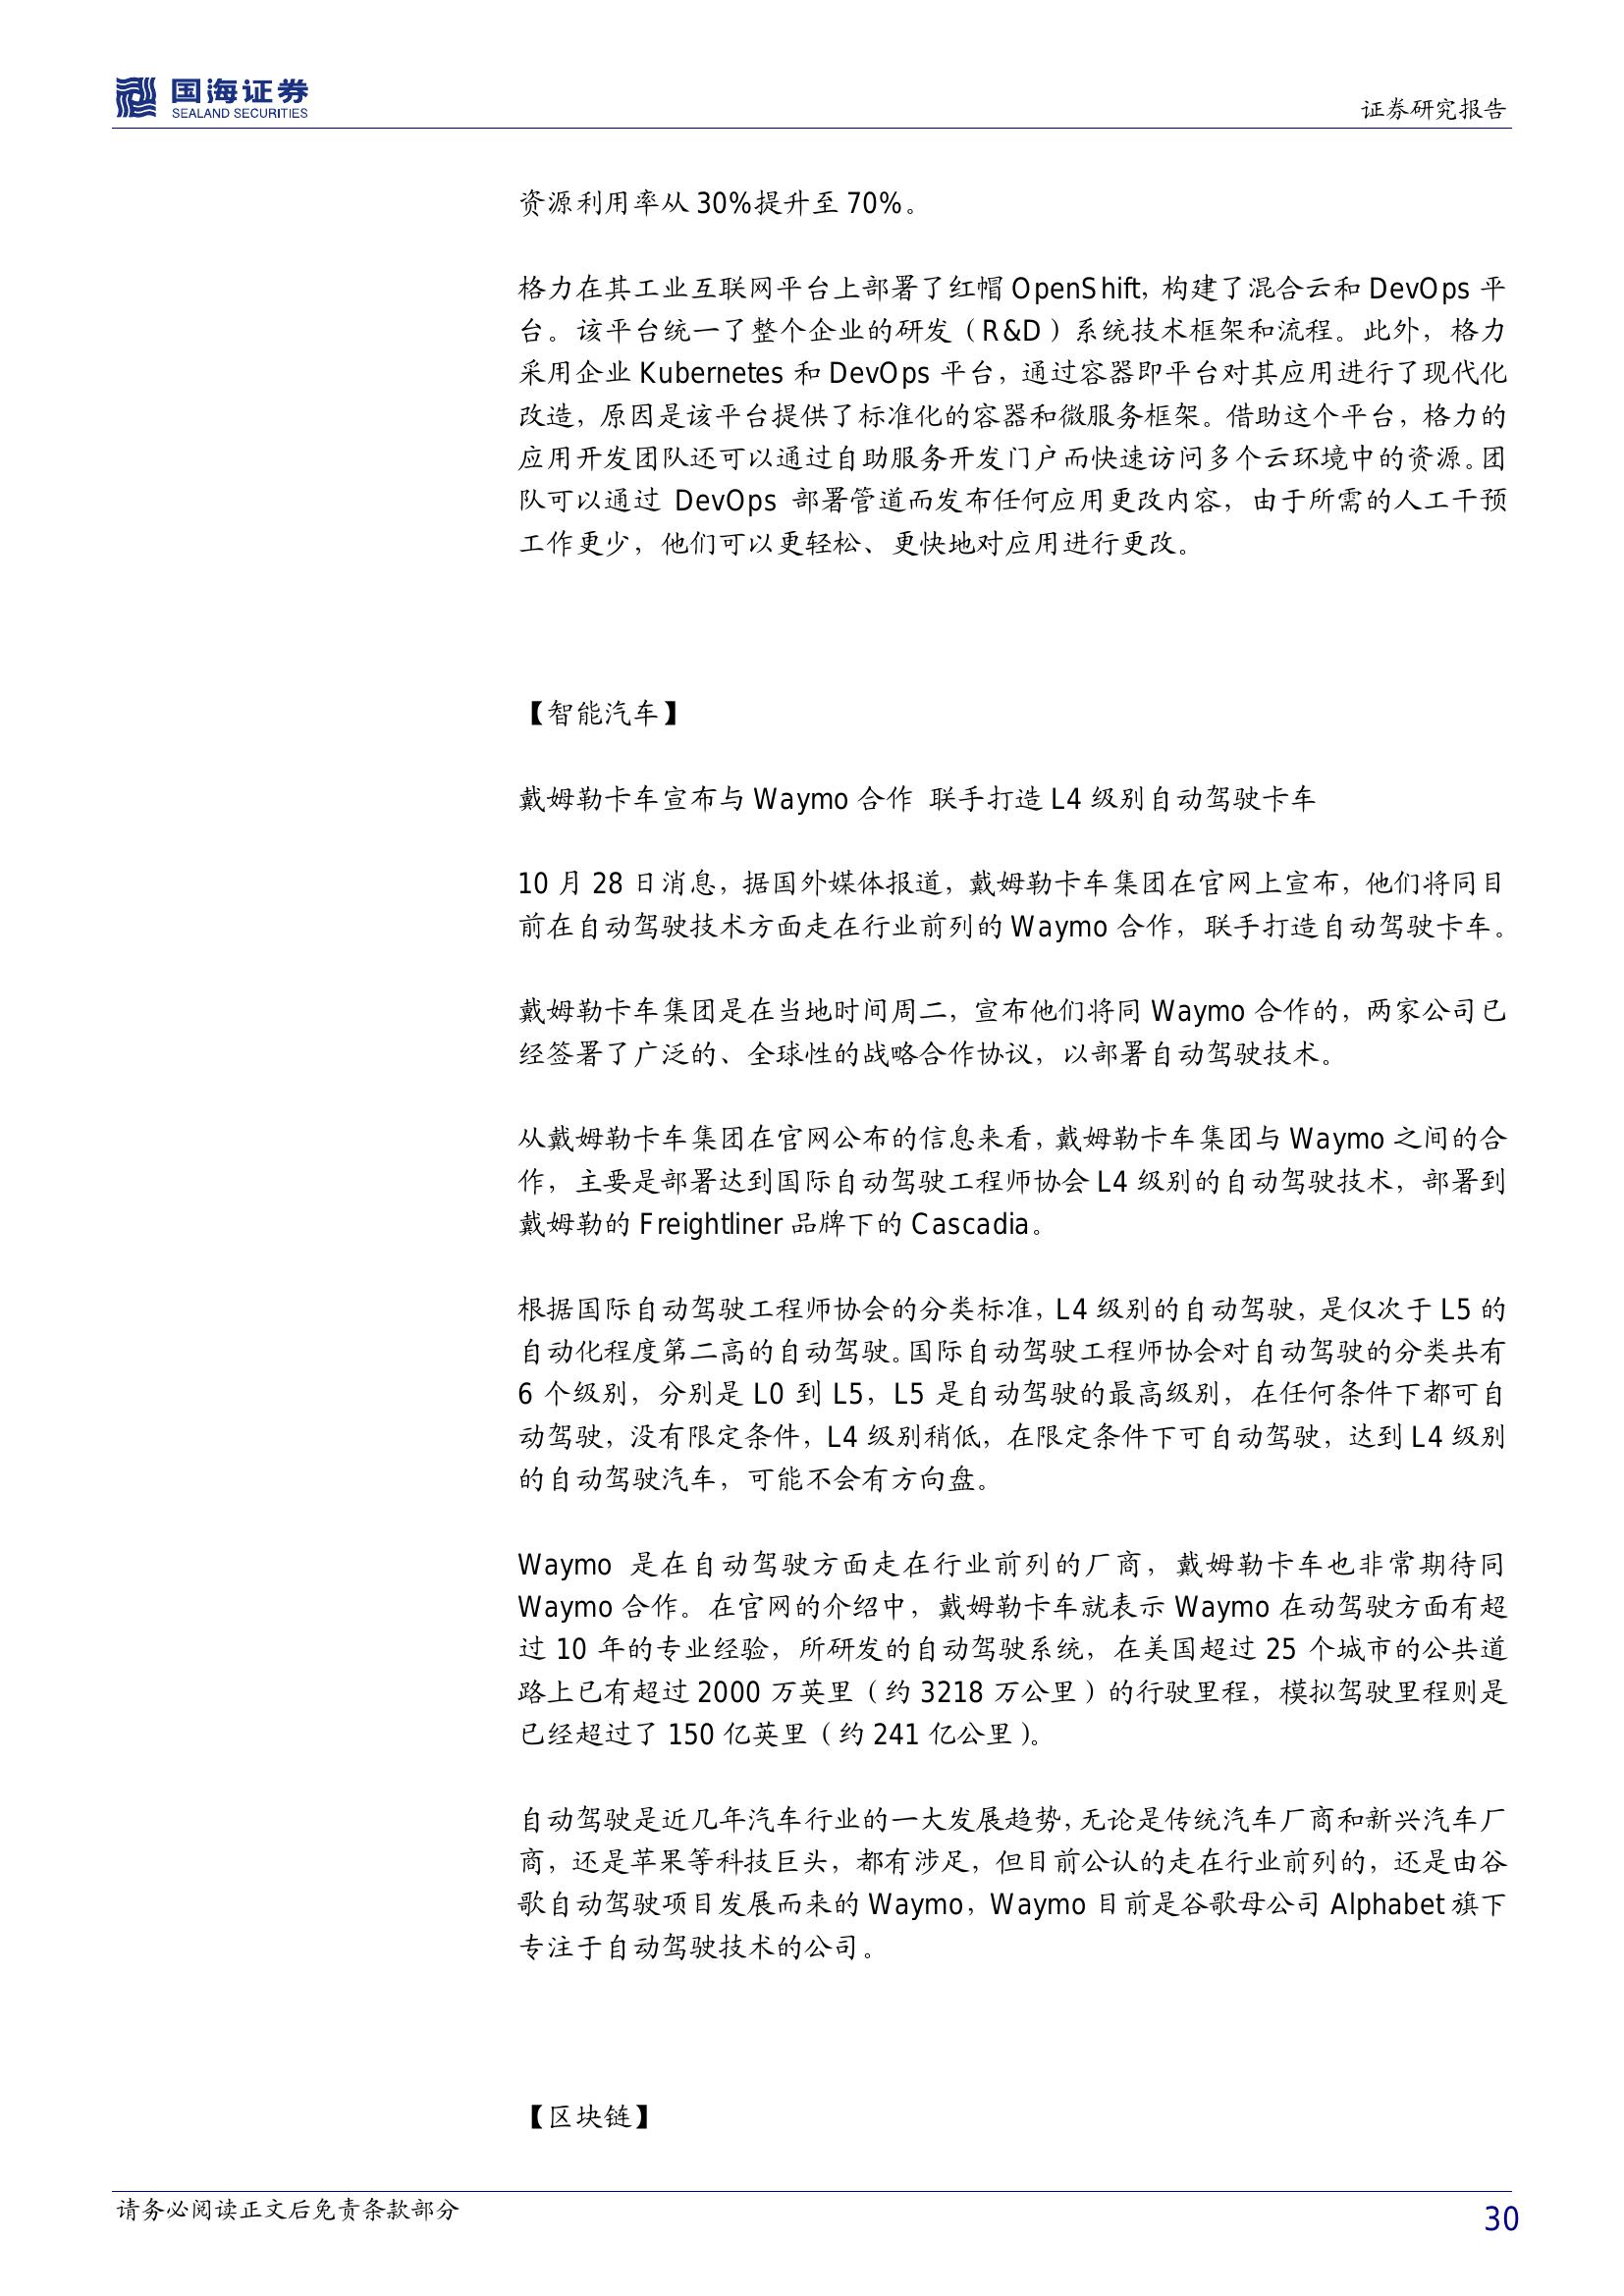 国海证券
SEALAND SECURITIES
证券研究报告
资源利用率从 30%提升至 70%。
格力在其工业互联网平台上部署了红帽 OpenShift，构建了混合云和 DevOps 平
台。该平台统一了整个企业的研发（R&D）系统技术框架和流程。此外，格力
采用企业 Kubernetes 和 DevOps 平台，通过容器即平台对其应用进行了现代化
改造，原因是该平台提供了标准化的容器和微服务框架。借助这个平台，格力的
应用开发团队还可以通过自助服务开发门户而快速访问多个云环境中的资源。团
队可以通过 DevOps 部署管道而发布任何应用更改内容，由于所需的人工干预
工作更少，他们可以更轻松、更快地对应用进行更改。
【智能汽车】
戴姆勒卡车宣布与 Waymo 合作 联手打造 L4 级别自动驾驶卡车
10 月 28 日消息，据国外媒体报道，戴姆勒卡车集团在官网上宣布，他们将同目
前在自动驾驶技术方面走在行业前列的 Waymo 合作，联手打造自动驾驶卡车。
戴姆勒卡车集团是在当地时间周二，宣布他们将同 Waymo 合作的，两家公司已
经签署了广泛的、全球性的战略合作协议，以部署自动驾驶技术。
从戴姆勒卡车集团在官网公布的信息来看，戴姆勒卡车集团与 Waymo 之间的合
作，主要是部署达到国际自动驾驶工程师协会 L4 级别的自动驾驶技术，部署到
戴姆勒的 Freightliner 品牌下的 Cascadia。
根据国际自动驾驶工程师协会的分类标准，L4 级别的自动驾驶，是仅次于 L5 的
自动化程度第二高的自动驾驶。国际自动驾驶工程师协会对自动驾驶的分类共有
6 个级别，分别是 L0 到 L5，L5 是自动驾驶的最高级别，在任何条件下都可自
动驾驶，没有限定条件，L4 级别稍低，在限定条件下可自动驾驶，达到 L4 级别
的自动驾驶汽车，可能不会有方向盘。
Waymo 是在自动驾驶方面走在行业前列的厂商，戴姆勒卡车也非常期待同
Waymo 合作。在官网的介绍中，戴姆勒卡车就表示 Waymo 在动驾驶方面有超
过 10 年的专业经验，所研发的自动驾驶系统，在美国超过 25 个城市的公共道
路上已有超过 2000 万英里（约 3218 万公里）的行驶里程，模拟驾驶里程则是
已经超过了 150 亿英里（约 241 亿公里）。
自动驾驶是近几年汽车行业的一大发展趋势，无论是传统汽车厂商和新兴汽车厂
商，还是苹果等科技巨头，都有涉足，但目前公认的走在行业前列的，还是由谷
歌自动驾驶项目发展而来的 Waymo，Waymo 目前是谷歌母公司 Alphabet 旗下
专注于自动驾驶技术的公司。
【区块链】
请务必阅读正文后免责条款部分
30